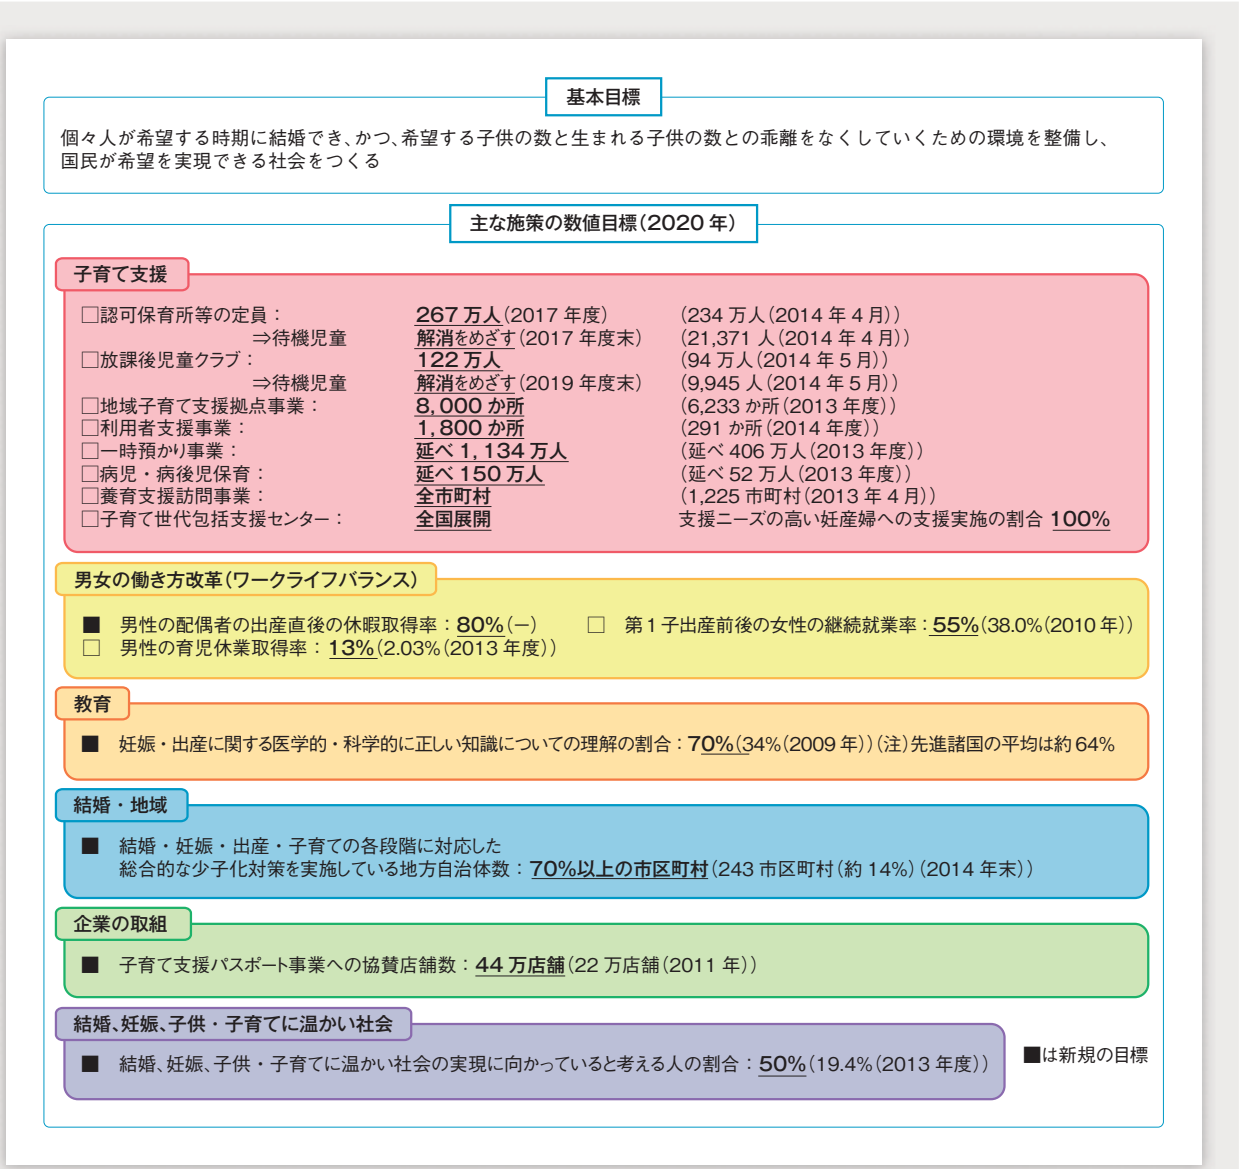 基本目標
個々人が希望する時期に結婚でき、かつ、希望する子供の数と生まれる子供の数との乖離をなくしていくための環境を整備し、
国民が希望を実現できる社会をつくる
主な施策の数値目標(2020年)
子育て支援
□認可保育所等の定員： 267万人(2017年度) (234万人(2014年4月))
⇒待機児童 解消をめざす(2017年度末) (21,371人(2014年4月))
□放課後児童クラブ： 122万人 (94万人(2014年5月))
⇒待機児童 解消をめざす(2019年度末) (9,945人(2014年5月))
□地域子育て支援拠点事業： 8,000か所 (6,233か所(2013年度))
□利用者支援事業： 1,800か所 (291か所(2014年度))
□一時預かり事業： 延べ1,134万人 (延べ406万人(2013年度))
□病児・病後児保育： 延べ150万人 (延べ52万人(2013年度))
□養育支援訪問事業： 全市町村 (1,225市町村(2013年4月))
□子育て世代包括支援センター： 全国展開 支援ニーズの高い妊産婦への支援実施の割合 100%
男女の働き方改革(ワークライフバランス)
■ 男性の配偶者の出産直後の休暇取得率：80%(－) □ 第1子出産前後の女性の継続就業率：55%(38.0%(2010年))
□ 男性の育児休業取得率：13%(2.03%(2013年度))
教育
■ 妊娠・出産に関する医学的・科学的に正しい知識についての理解の割合：70%(34%(2009年))(注)先進諸国の平均は約64%
結婚・地域
■ 結婚・妊娠・出産・子育ての各段階に対応した
総合的な少子化対策を実施している地方自治体数：70%以上の市区町村(243市区町村(約14%)(2014年末))
企業の取組
■ 子育て支援パスポート事業への協賛店舗数：44万店舗(22万店舗(2011年))
結婚、妊娠、子供・子育てに温かい社会
■ 結婚、妊娠、子供・子育てに温かい社会の実現に向かっていると考える人の割合：50%(19.4%(2013年度))
■は新規の目標